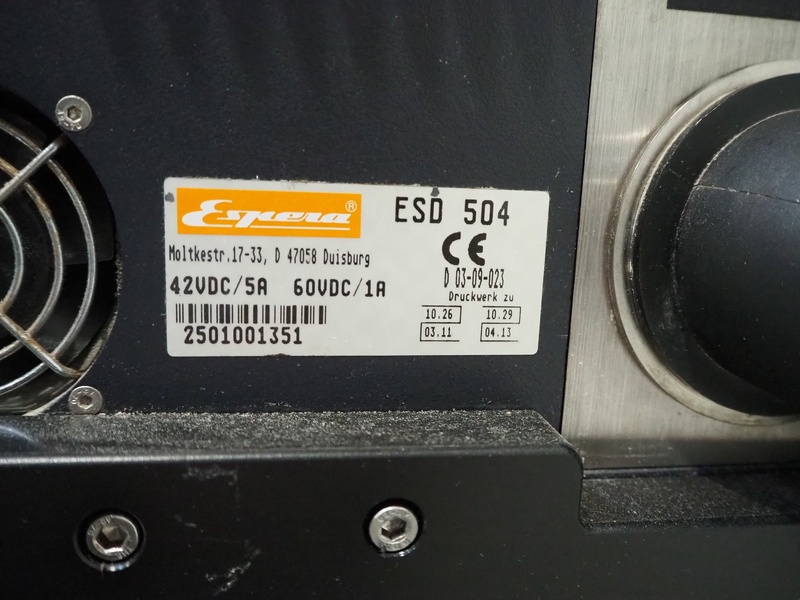 Espera®
ESD 504
CE
Moltkestr.17-33, D 47058 Duisburg
D 03-09-023
42VDC/5A 60VDC/1A
Druckwerk zu
10.26 10.29
03.11 04.13
2501001351